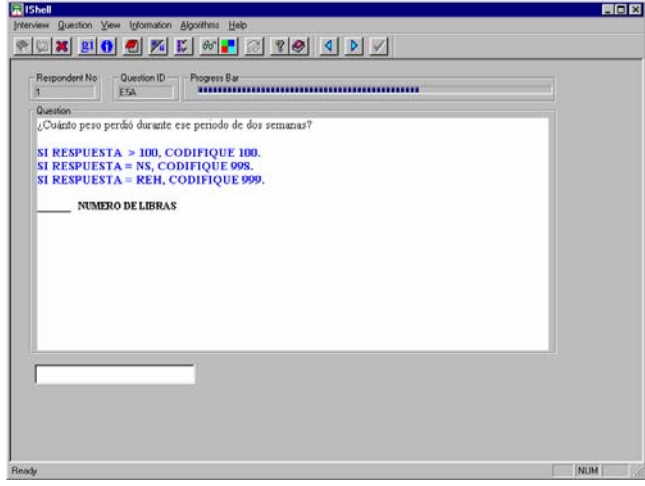 IShell
Interview Question View Information Algorithms Help
Respondent No
Question ID
Progress Bar
1
E5A
Question
¿Cuánto peso perdió durante ese periodo de dos semanas?
SI RESPUESTA > 100, CODIFIQUE 100.
SI RESPUESTA = NS, CODIFIQUE 998.
SI RESPUESTA = REH, CODIFIQUE 999.
______ NUMERO DE LIBRAS
Ready
NUM